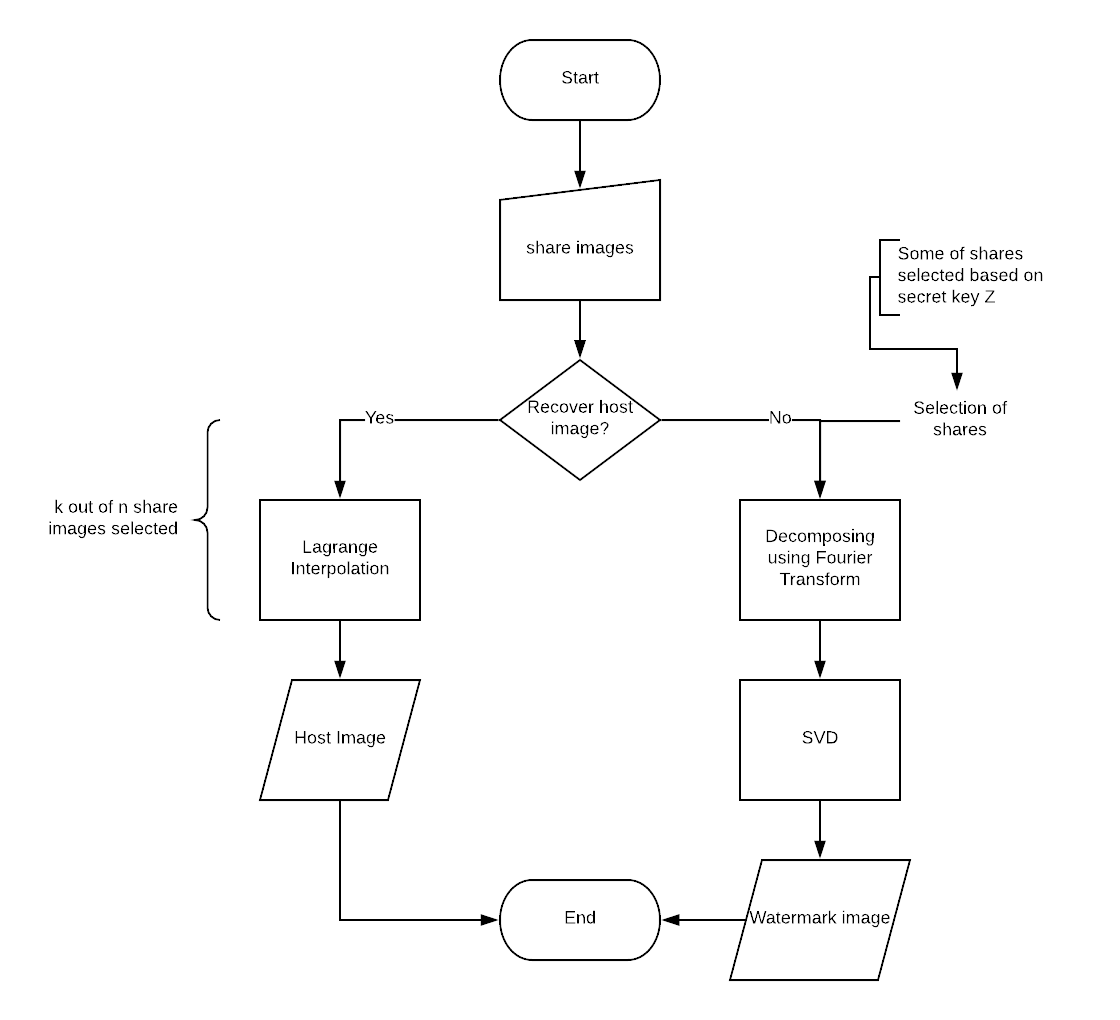 Start
share images
Some of shares
selected based on
secret key Z
Recover host
image?
Yes
No
Selection of
shares
k out of n share
images selected
Lagrange
Interpolation
Decomposing
using Fourier
Transform
Host Image
SVD
End
Watermark image